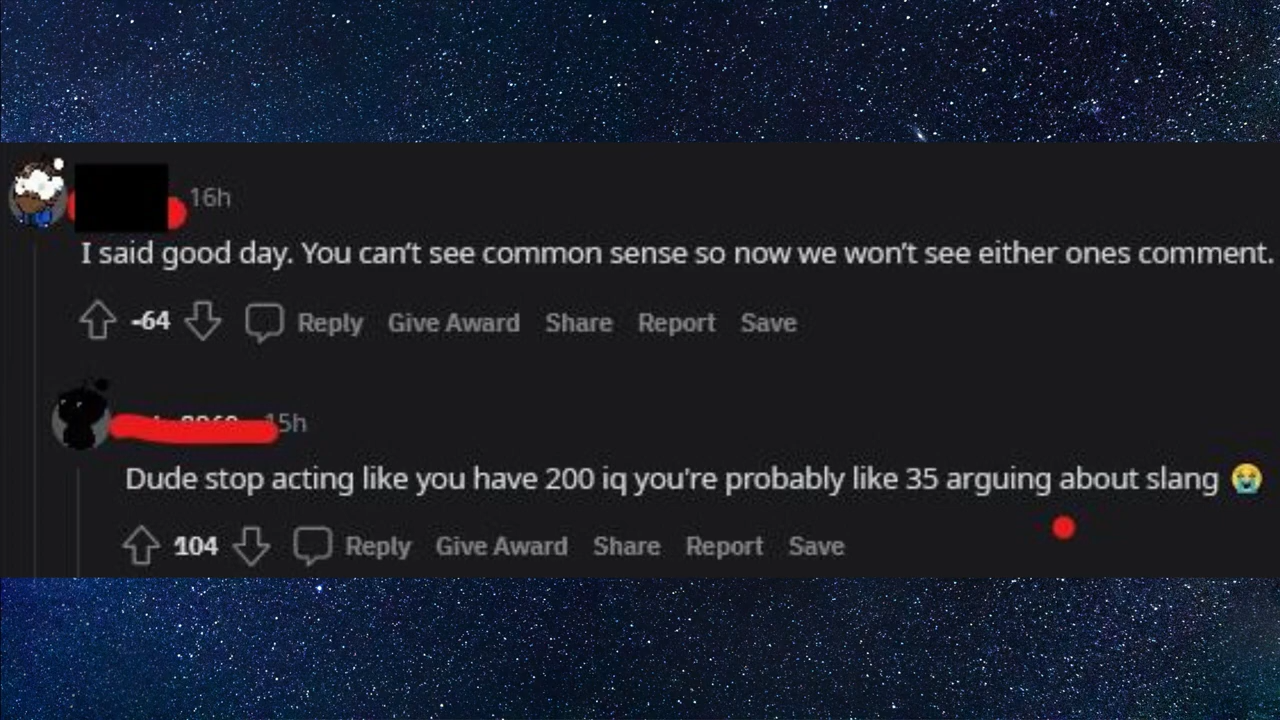 16h
I said good day. You can’t see common sense so now we won’t see either ones comment.
-64 Reply Give Award Share Report Save
15h
Dude stop acting like you have 200 iq you're probably like 35 arguing about slang 😭
104 Reply Give Award Share Report Save